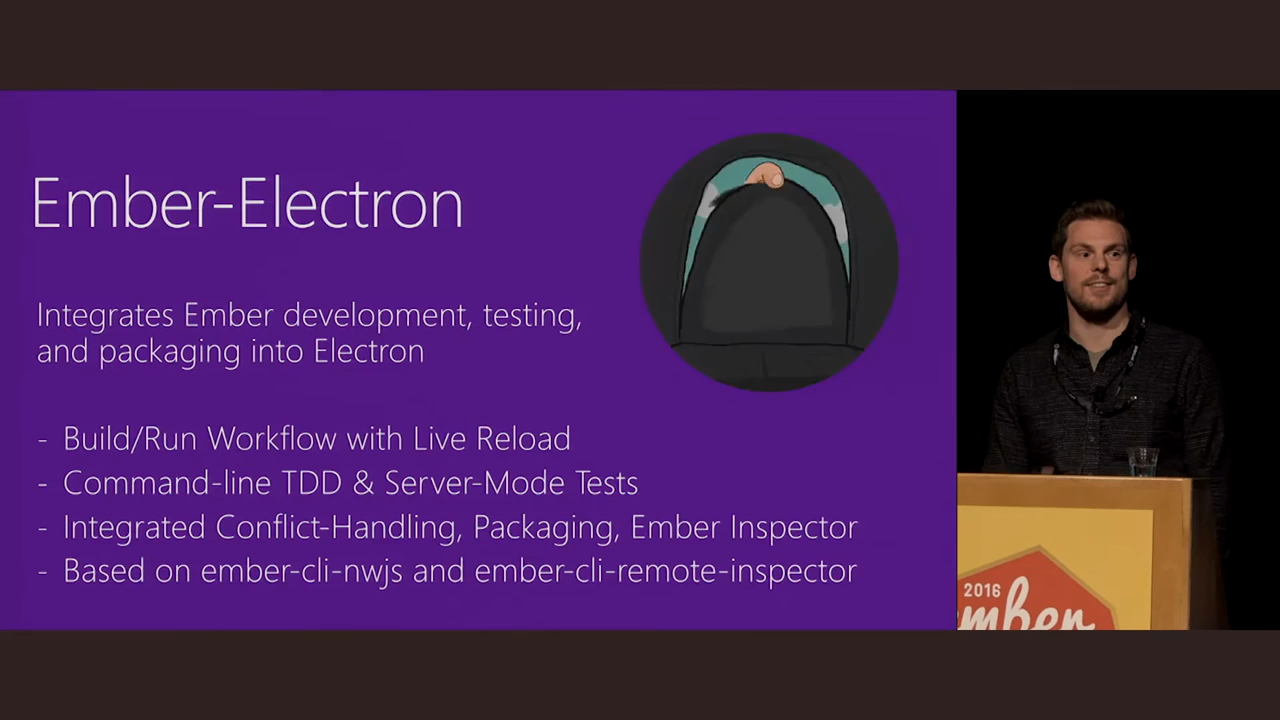 Ember-Electron
Integrates Ember development, testing,
and packaging into Electron
- Build/Run Workflow with Live Reload
- Command-line TDD & Server-Mode Tests
- Integrated Conflict-Handling, Packaging, Ember Inspector
- Based on ember-cli-nwjs and ember-cli-remote-inspector
2016
mber